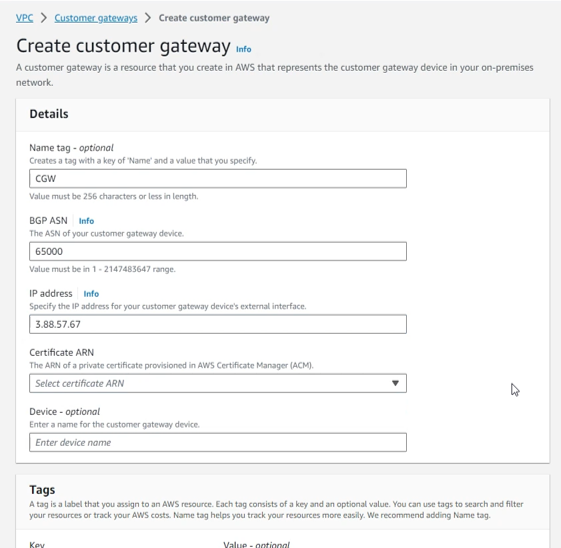 VPC > Customer gateways > Create customer gateway
Create customer gateway Info
A customer gateway is a resource that you create in AWS that represents the customer gateway device in your on-premises
network.
Details
Name tag - optional
Creates a tag with a key of 'Name' and a value that you specify.
CGW
Value must be 256 characters or less in length.
BGP ASN Info
The ASN of your customer gateway device.
65000
Value must be in 1 - 2147483647 range.
IP address Info
Specify the IP address for your customer gateway device's external interface.
3.88.57.67
Certificate ARN
The ARN of a private certificate provisioned in AWS Certificate Manager (ACM).
Select certificate ARN
Device - optional
Enter a name for the customer gateway device.
Enter device name
Tags
A tag is a label that you assign to an AWS resource. Each tag consists of a key and an optional value. You can use tags to search and filter
your resources or track your AWS costs. Name tag helps you track your resources more easily. We recommend adding Name tag.
Key Value - optional